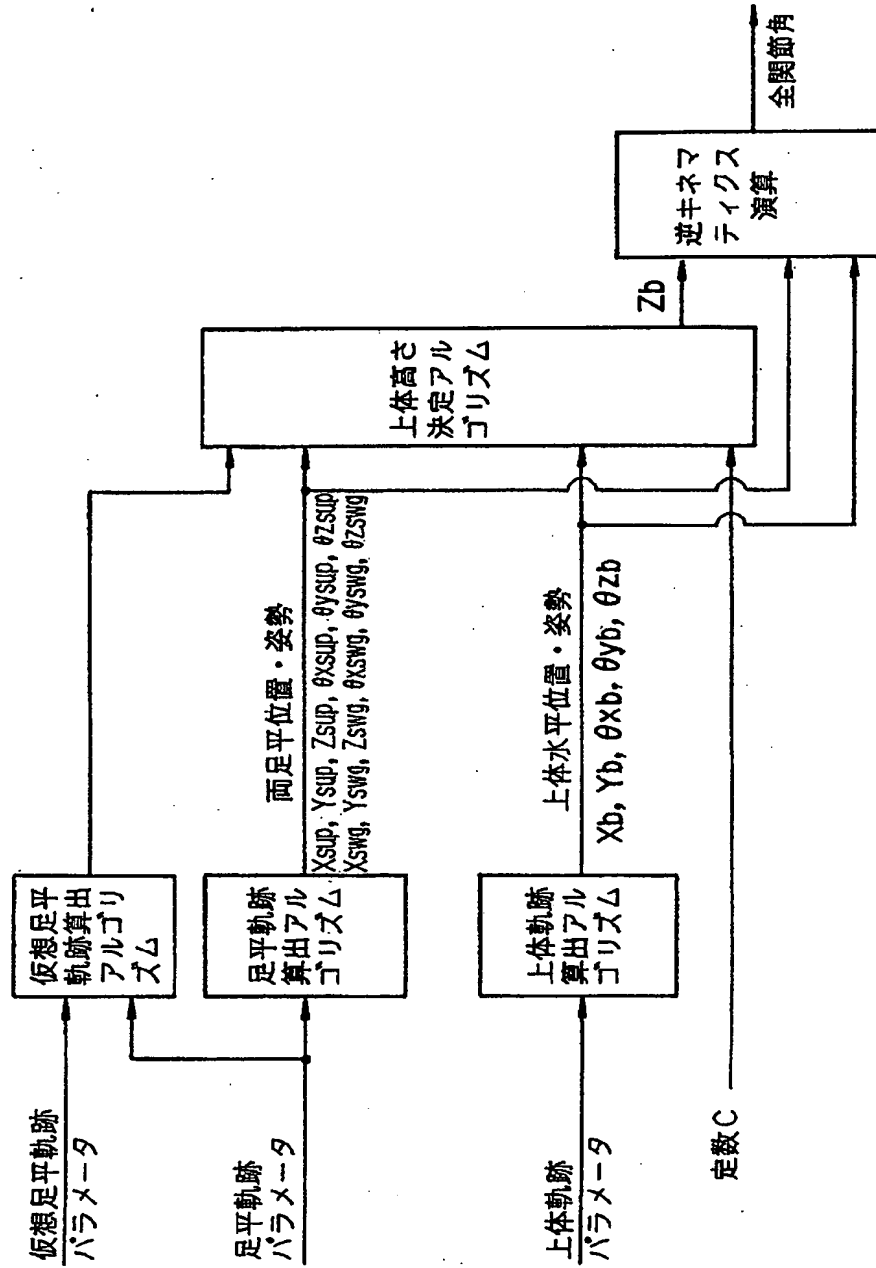 仮想足平軌跡
パラメータ
仮想足平
軌跡算出
アルゴリ
ズム
足平軌跡
パラメータ
足平軌跡
算出アル
ゴリズム
両足平位置・姿勢
Xsup, Ysup, Zsup, θxsup, θysup, θzsup
Xswg, Yswg, Zswg, θxswg, θyswg, θzswg
上体軌跡
パラメータ
上体軌跡
算出アル
ゴリズム
上体水平位置・姿勢
Xb, Yb, θxb, θyb, θzb
定数C
上体高さ
決定アル
ゴリズム
Zb
逆キネマ
ティクス
演算
全関節角